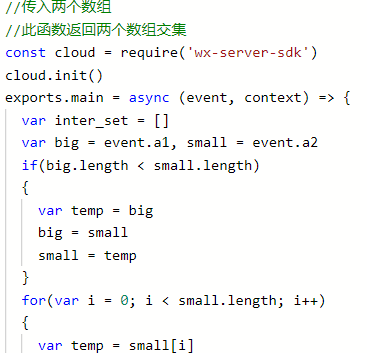 //传入两个数组
//此函数返回两个数组交集
const cloud = require('wx-server-sdk')
cloud.init()
exports.main = async (event, context) => {
var inter_set = []
var big = event.a1, small = event.a2
if(big.length < small.length)
{
var temp = big
big = small
small = temp
}
for(var i = 0; i < small.length; i++)
{
var temp = small[i]